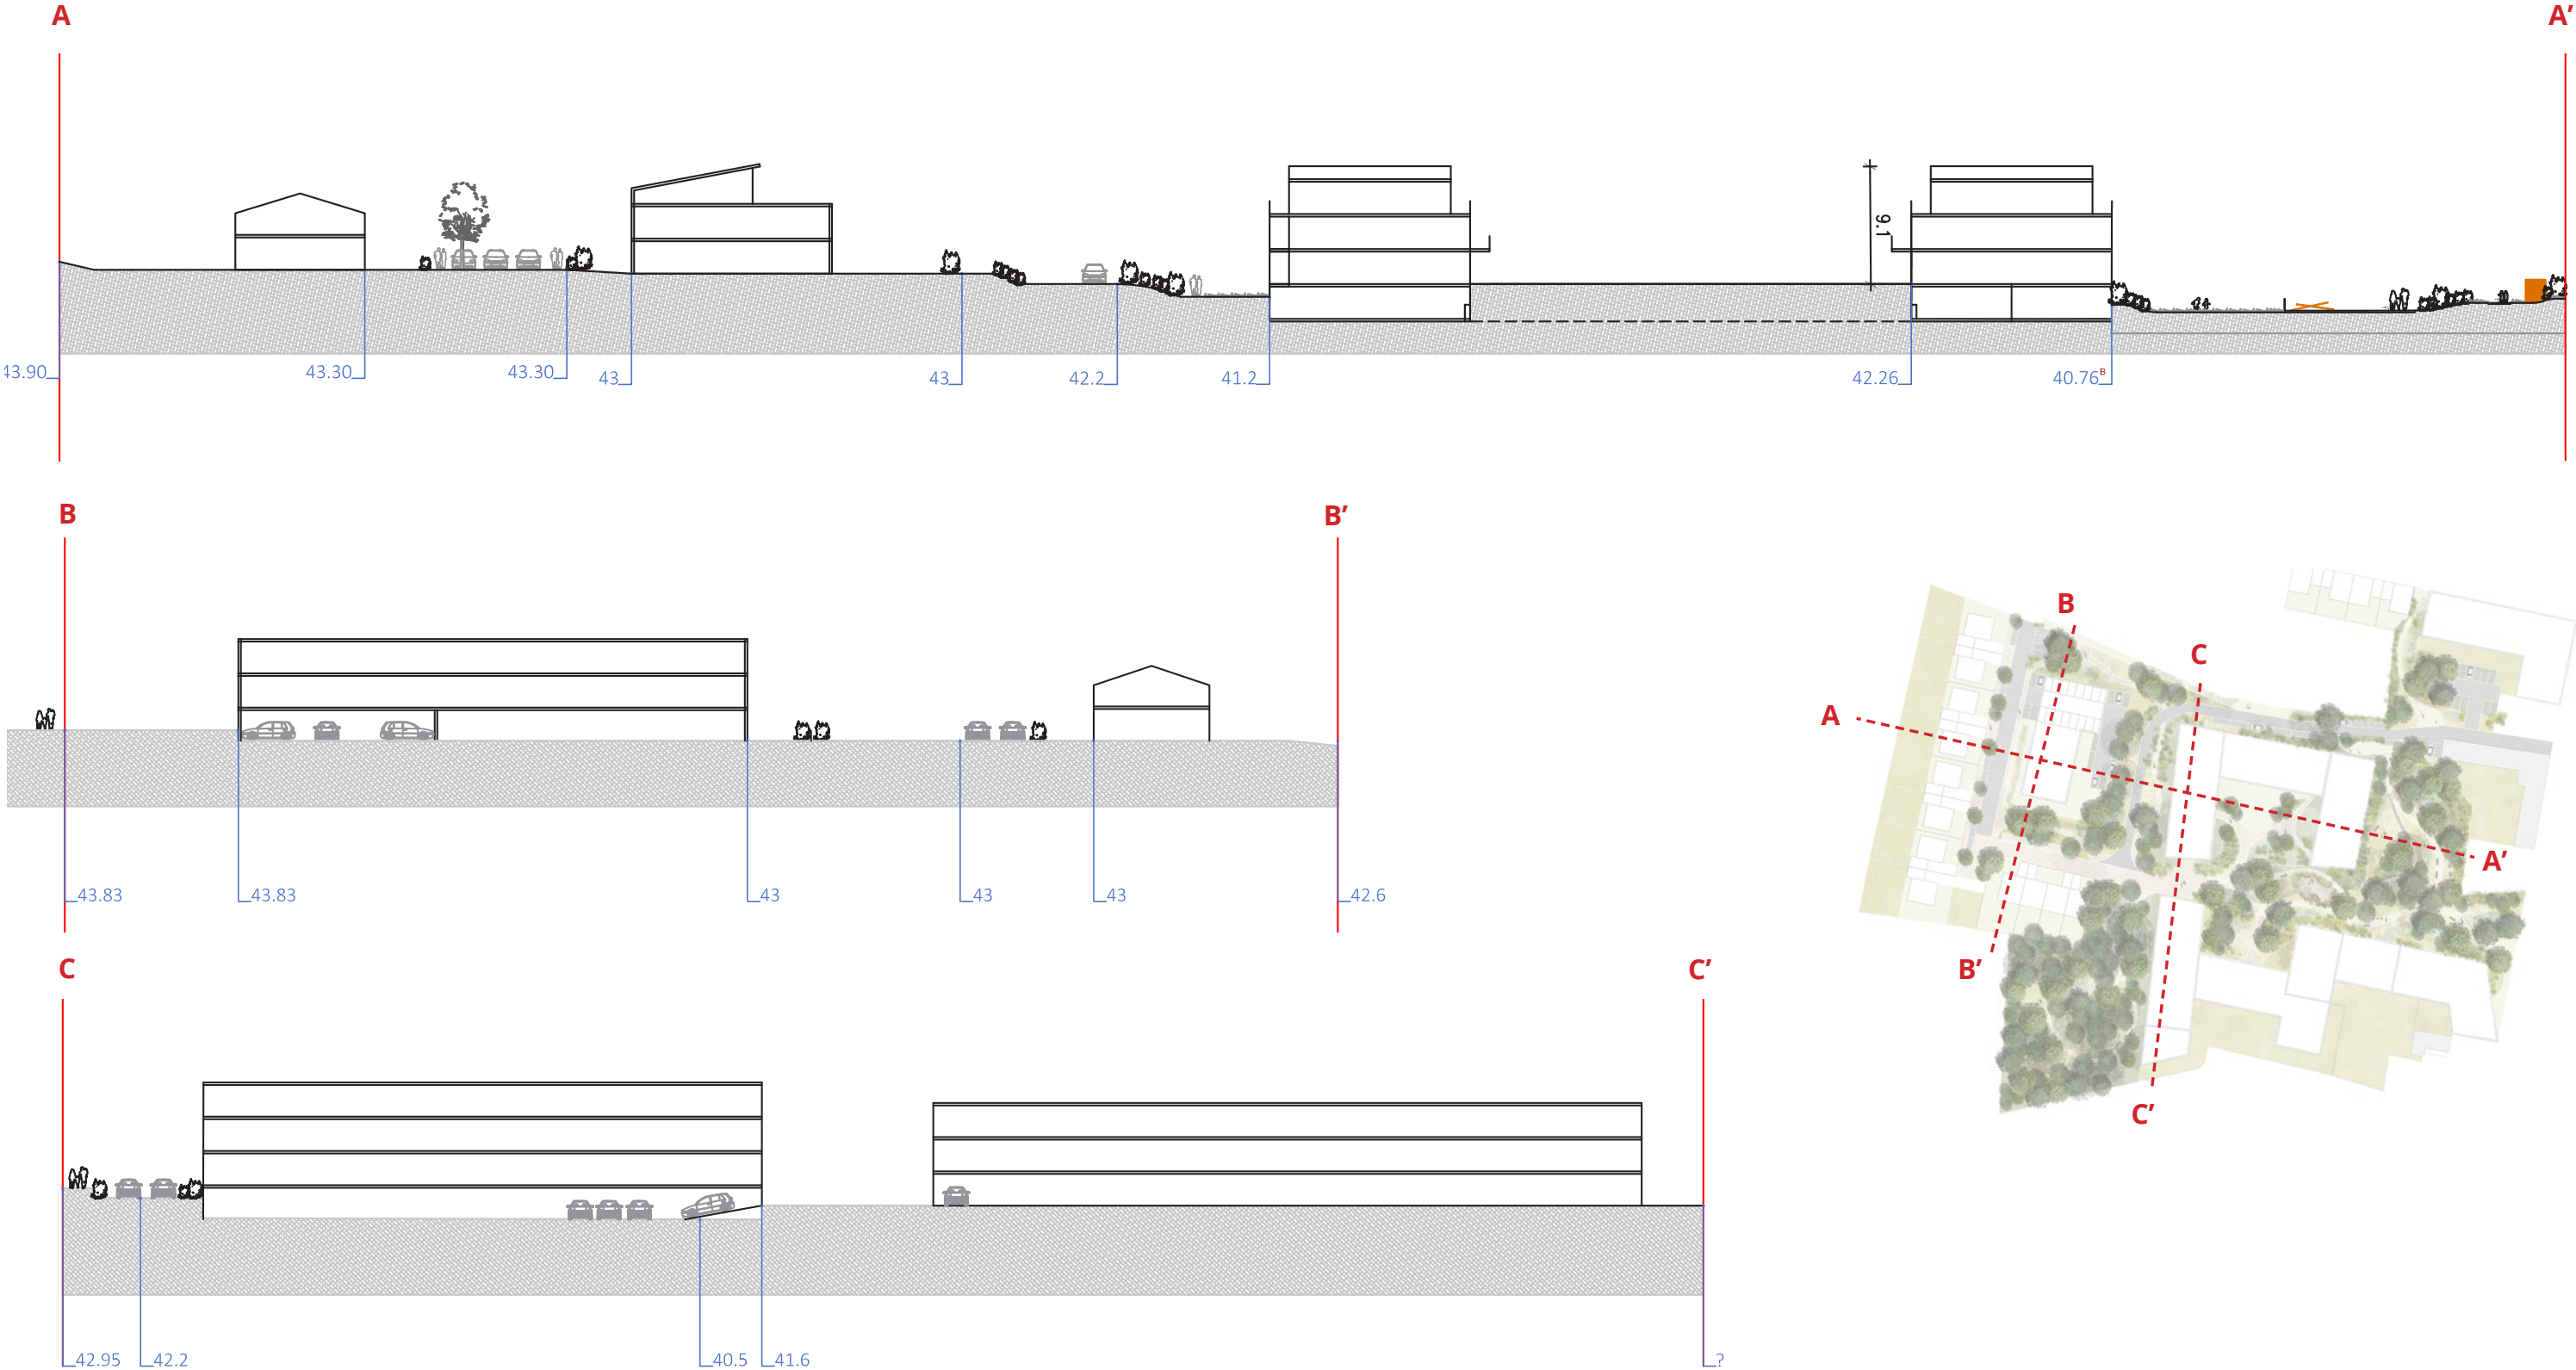 A A’
9.1
43.90 43.30 43.30 43 43 42.2 41.2 42.26 40.76B
B B’
43.83 43.83 43 43 43 42.6
C C’
42.95 42.2 40.5 41.6 ?
B
C
A
A’
B’
C’